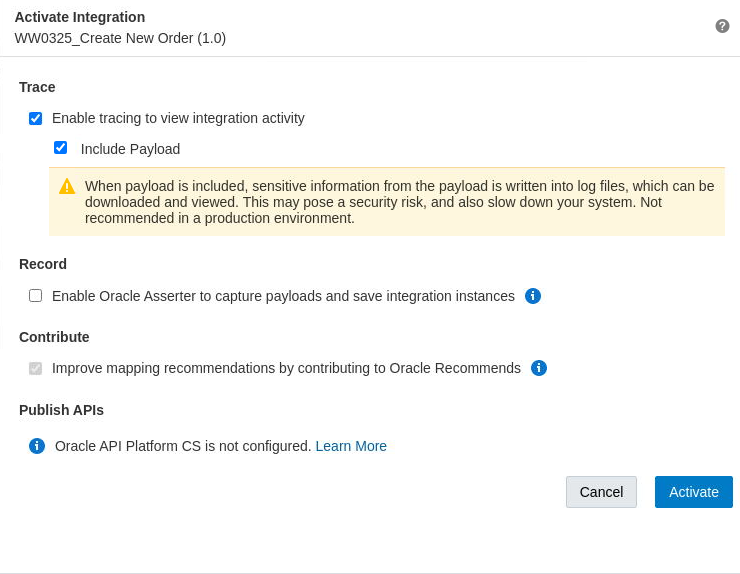 Activate Integration
WW0325_Create New Order (1.0)
Trace
Enable tracing to view integration activity
Include Payload
When payload is included, sensitive information from the payload is written into log files, which can be
downloaded and viewed. This may pose a security risk, and also slow down your system. Not
recommended in a production environment.
Record
Enable Oracle Asserter to capture payloads and save integration instances
Contribute
Improve mapping recommendations by contributing to Oracle Recommends
Publish APIs
Oracle API Platform CS is not configured. Learn More
Cancel Activate